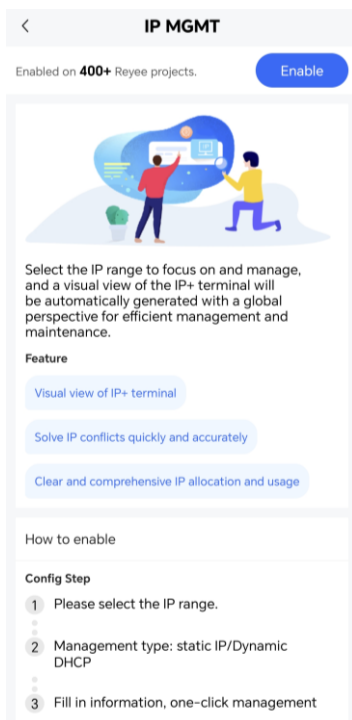 IP MGMT
Enabled on 400+ Reyee projects.
Enable
Select the IP range to focus on and manage,
and a visual view of the IP+ terminal will
be automatically generated with a global
perspective for efficient management and
maintenance.
Feature
Visual view of IP+ terminal
Solve IP conflicts quickly and accurately
Clear and comprehensive IP allocation and usage
How to enable
Config Step
1 Please select the IP range.
2 Management type: static IP/Dynamic
DHCP
3 Fill in information, one-click management